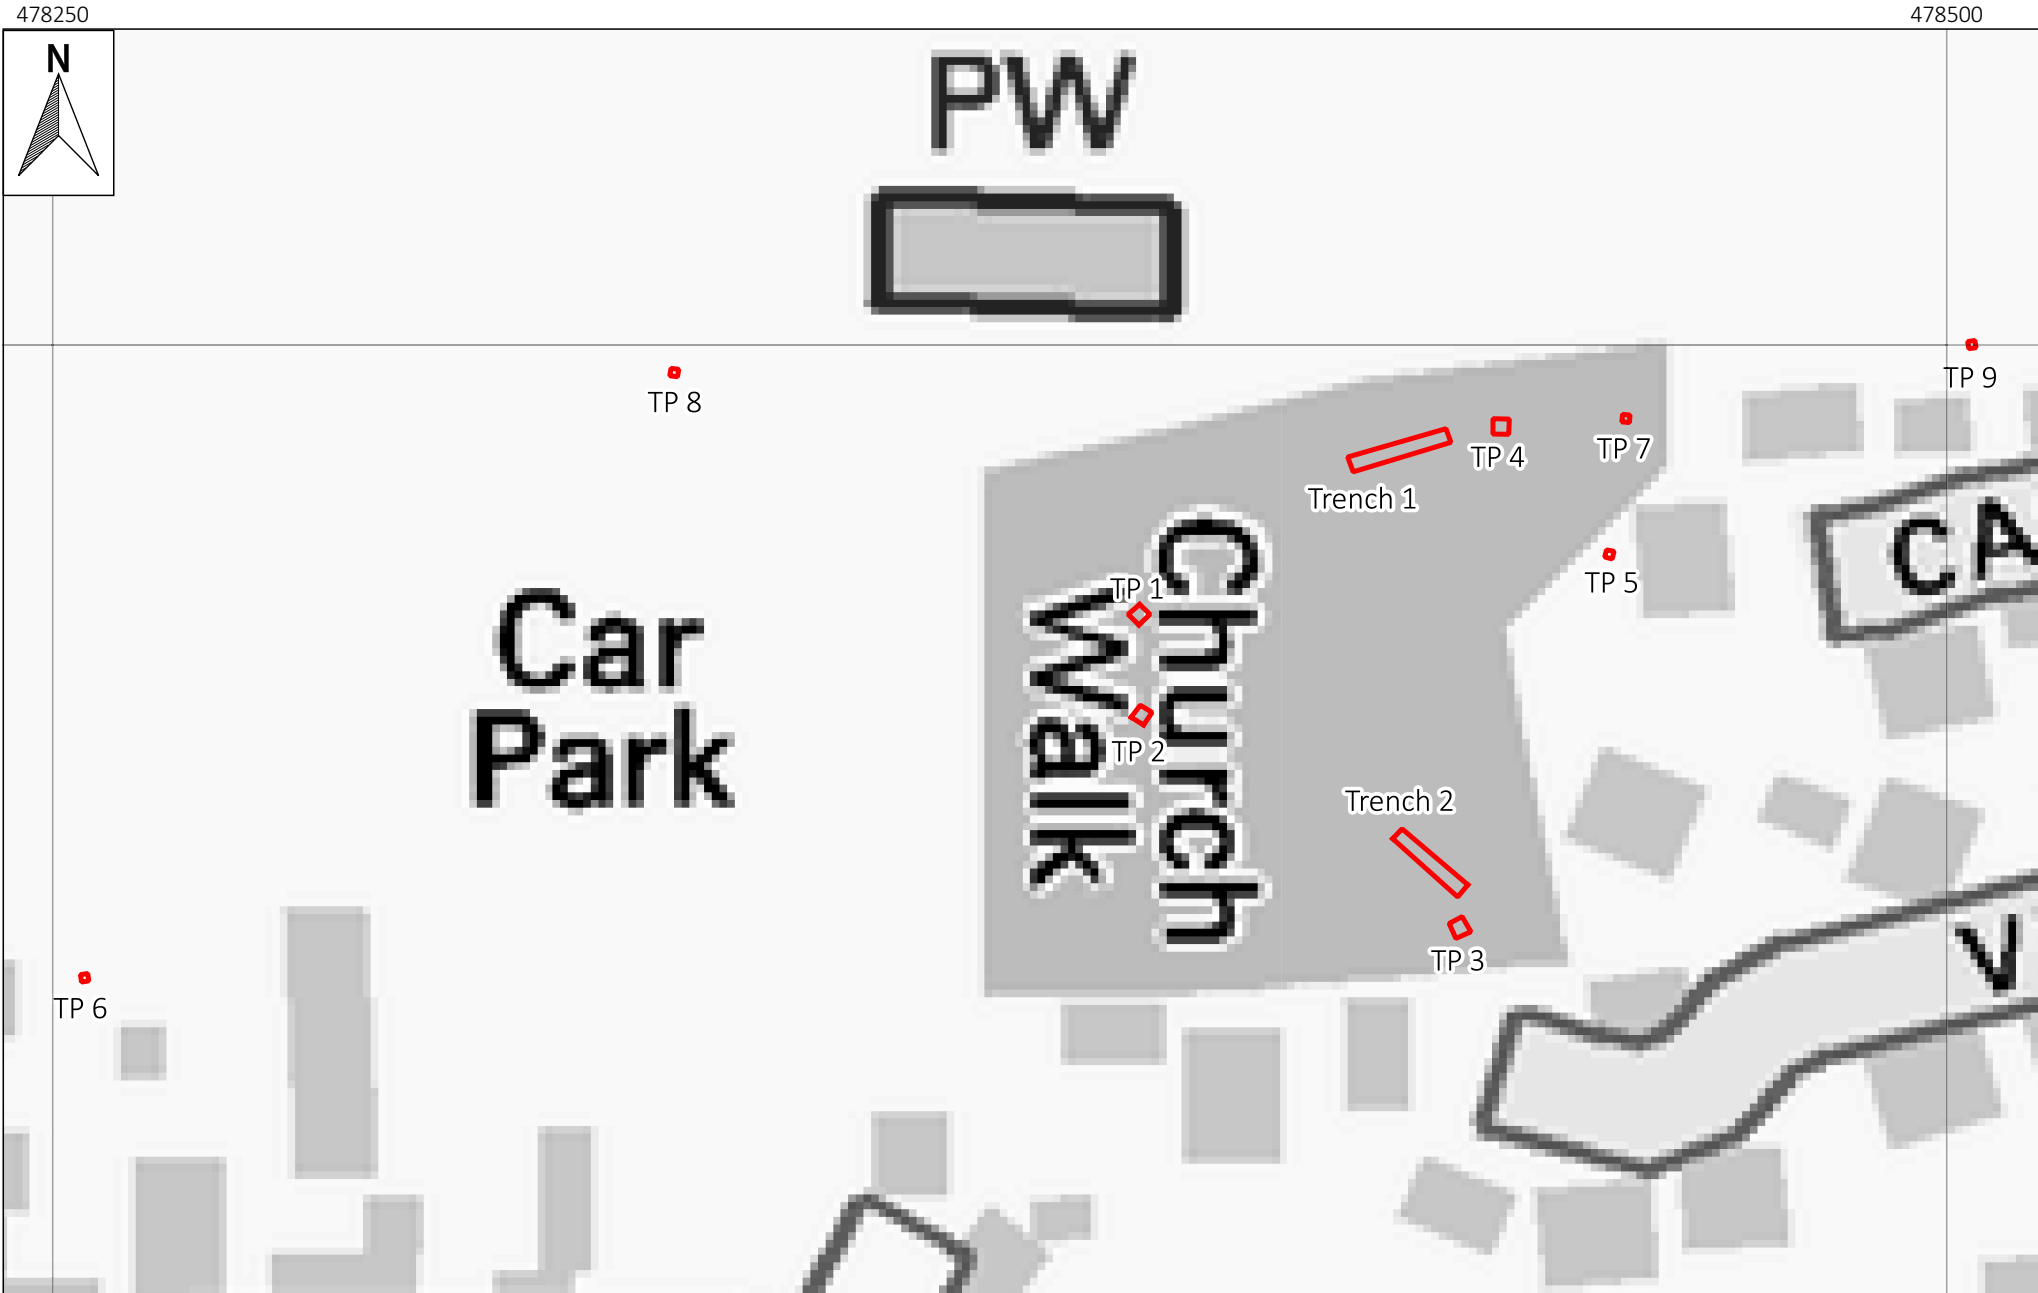 478250
478500
N
PW
TP 8
TP 9
TP 4
TP 7
Trench 1
CA
TP 5
TP 1
Church
Walk
Car
Park
TP 2
Trench 2
TP 3
V
TP 6